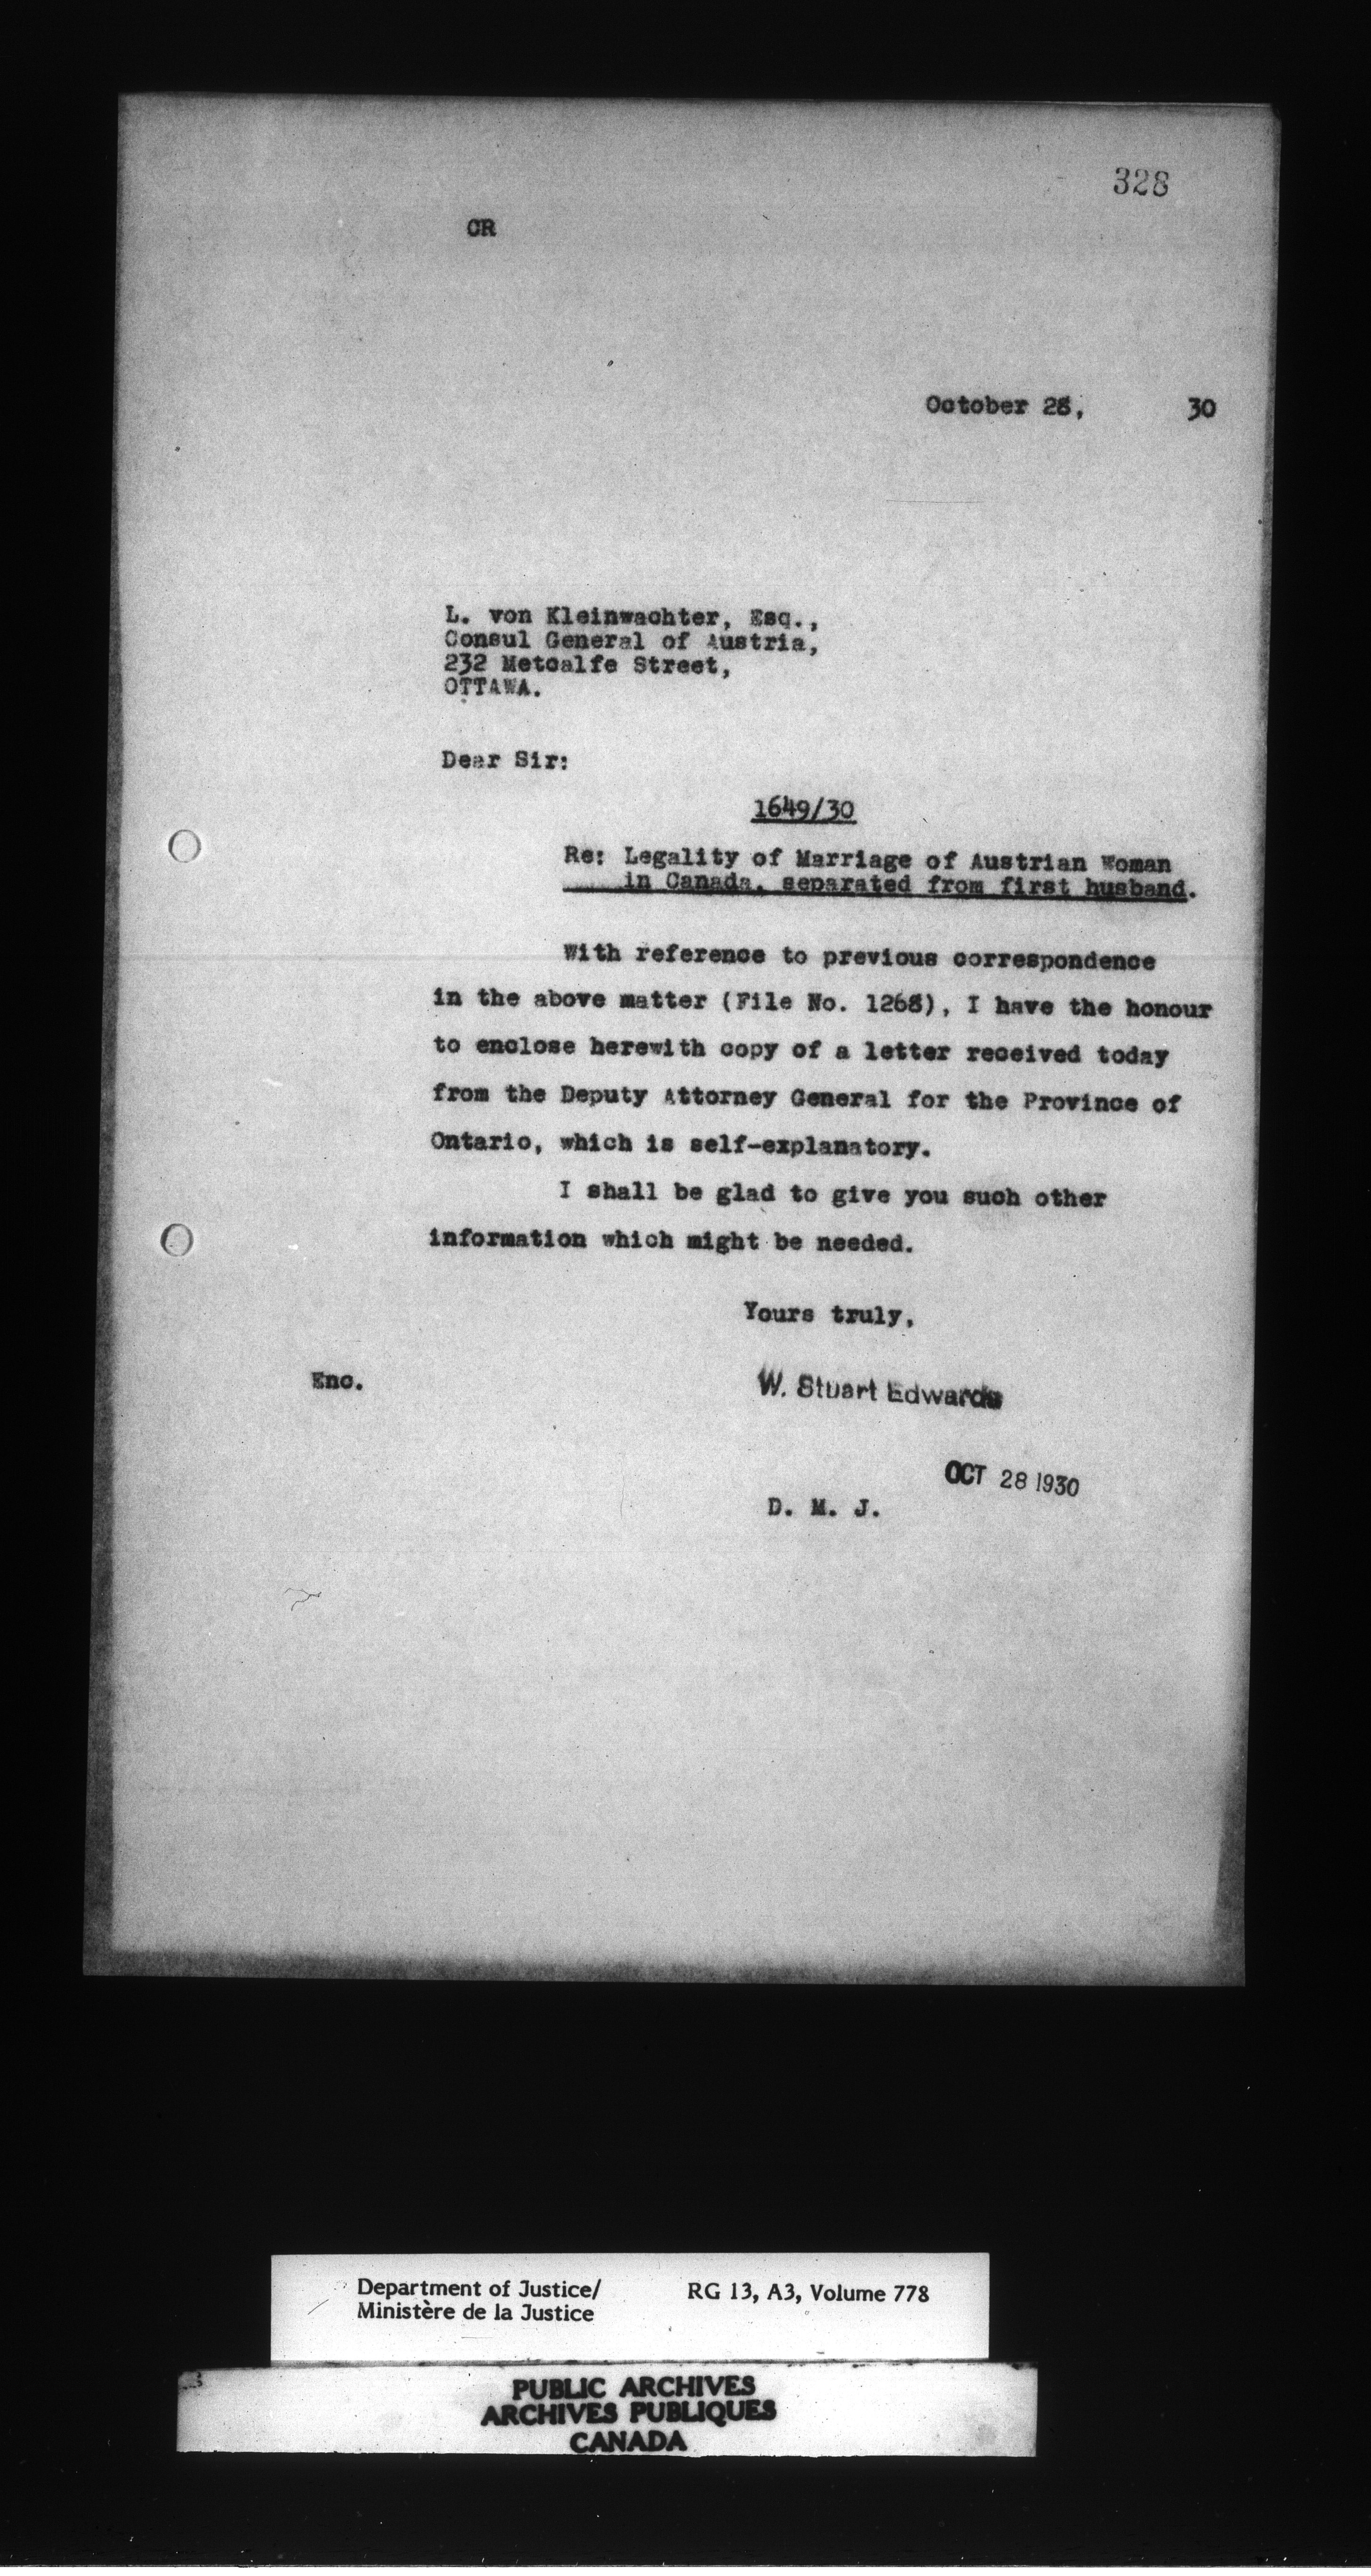 328
CR
October 28, 30
L. von Kleinwachter, Esq.,
Consul General of Austria,
232 Metcalfe Street,
OTTAWA.
Dear Sir:
1649/30
Re: Legality of Marriage of Austrian Woman
in Canada, separated from first husband.
With reference to previous correspondence
in the above matter (File No. 1268), I have the honour
to enclose herewith copy of a letter received today
from the Deputy Attorney General for the Province of
Ontario, which is self-explanatory.
I shall be glad to give you such other
information which might be needed.
Yours truly,
Enc.
W. Stuart Edwards
OCT 28 1930
D. M. J.
Department of Justice/ RG 13, A3, Volume 778
Ministère de la Justice
PUBLIC ARCHIVES
ARCHIVES PUBLIQUES
CANADA